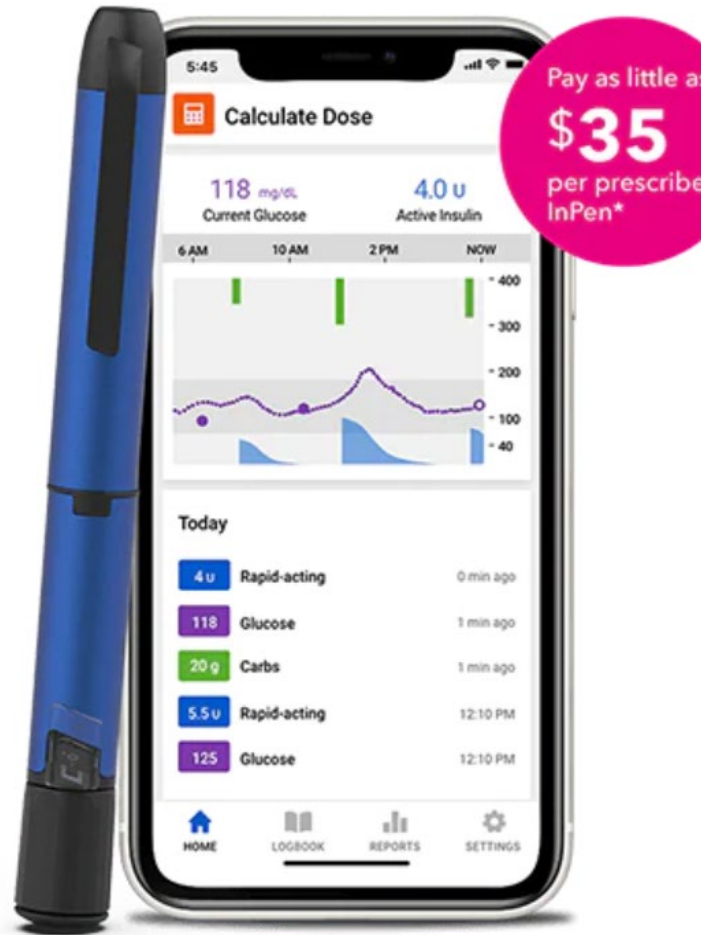 5:45
Calculate Dose
Pay as little as
$35
per prescribe
InPen*
118 mg/dL
Current Glucose
4.0 U
Active Insulin
6 AM 10 AM 2 PM NOW
400
300
200
100
40
Today
4 U Rapid-acting 0 min ago
118 Glucose 1 min ago
20 g Carbs 1 min ago
5.5 U Rapid-acting 12:10 PM
125 Glucose 12:10 PM
HOME LOGBOOK REPORTS SETTINGS